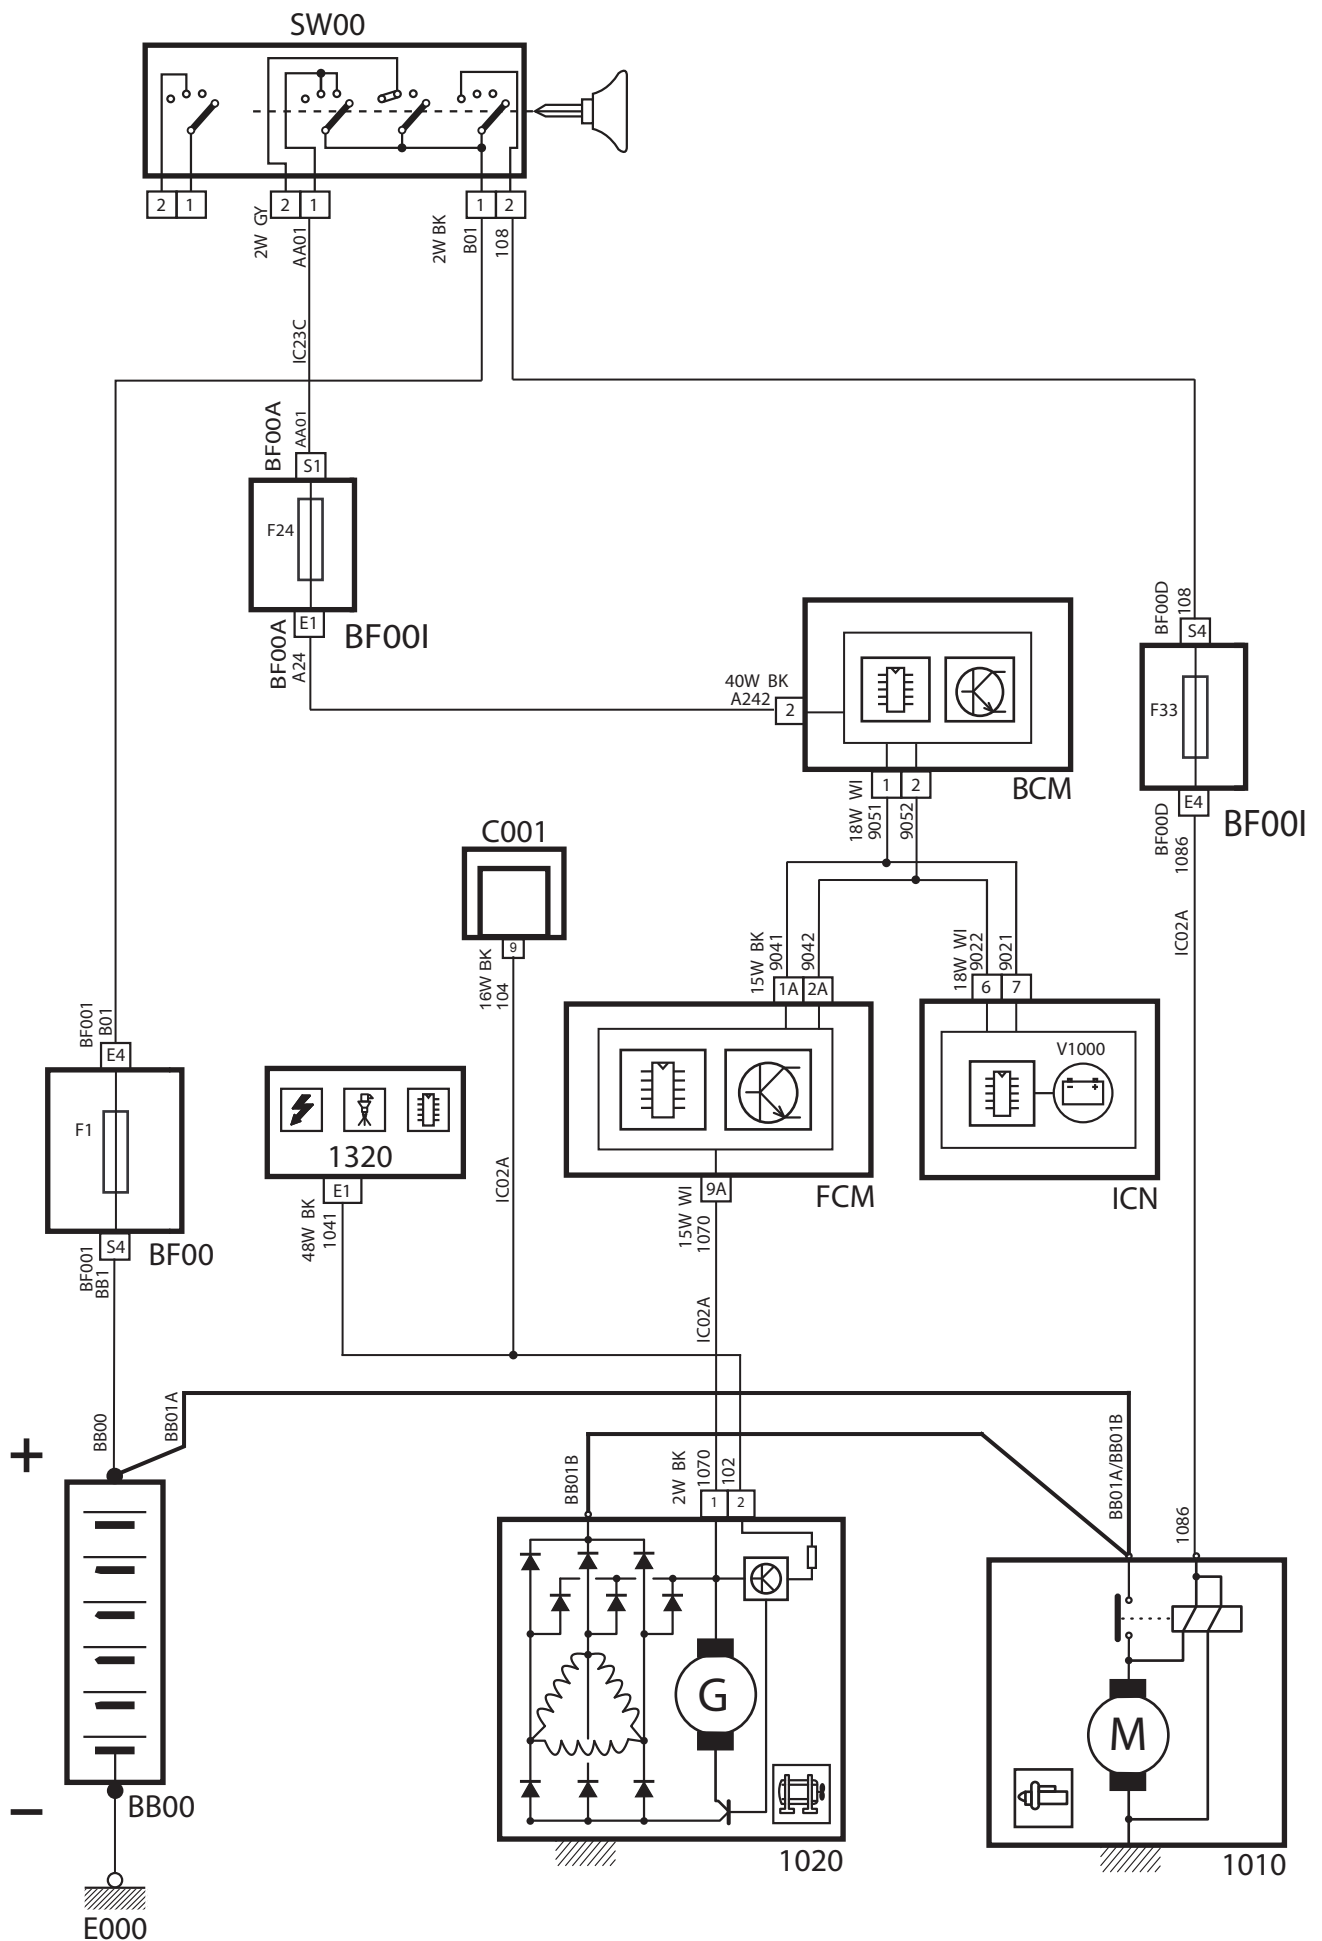 SW00
2 1
2 1
1 2
2W GY
AA01
2W BK
B01
108
IC23C
BF00A
AA01
S1
F24
E1
BF00I
BF00A
A24
BF00D
108
S4
F33
E4
BF00I
BF00D
1086
IC02A
40W BK
A242
2
BCM
1 2
18W WI
9051
9052
C001
9
16W BK
104
IC02A
15W BK
9041
9042
1A 2A
18W WI
9022
9021
6 7
V1000
ICN
FCM
9A
15W WI
1070
IC02A
BF001
B01
E4
F1
S4
BF00
BF001
BB1
1320
E1
48W BK
1041
BB00
BB01A
+
–
BB00
E000
BB01B
2W BK
1070
102
1 2
G
1020
BB01A/BB01B
1086
M
1010